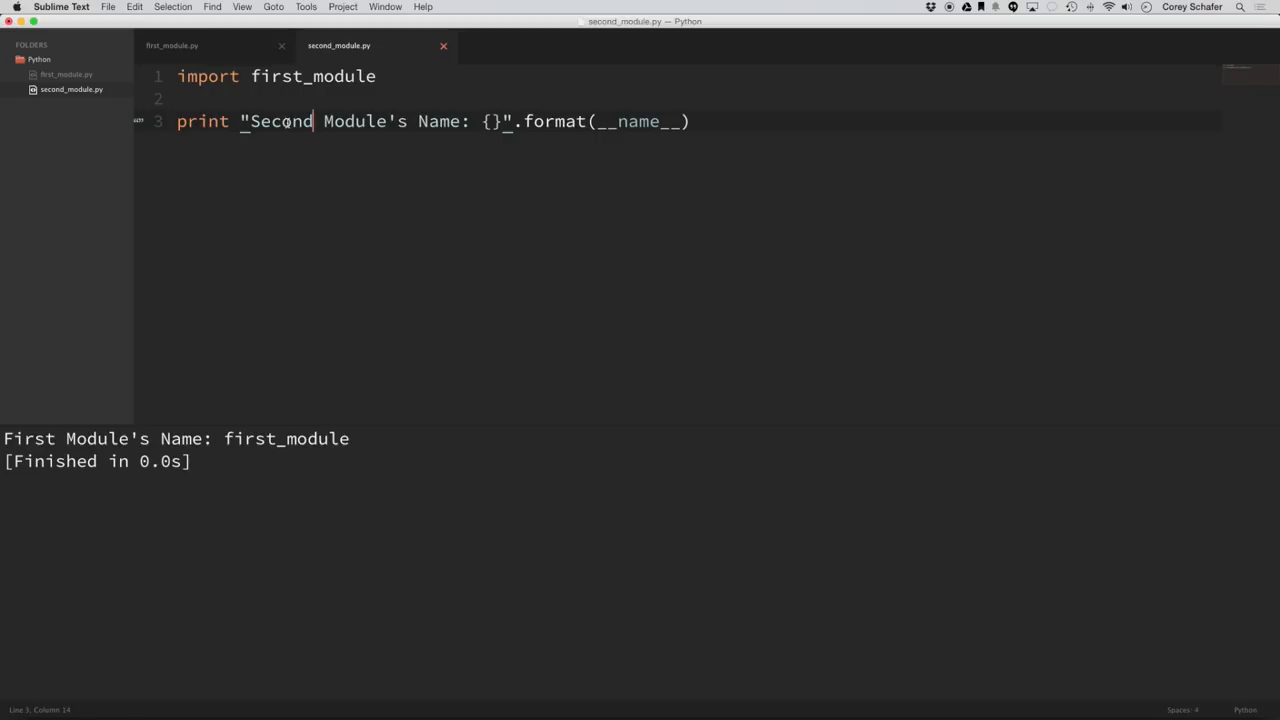 Sublime Text File Edit Selection Find View Goto Tools Project Window Help Corey Schafer
second_module.py — Python
FOLDERS
Python
first_module.py
second_module.py
first_module.py
second_module.py
1 import first_module
2
3 print "Second Module's Name: {}".format(__name__)
First Module's Name: first_module
[Finished in 0.0s]
Line 3, Column 14
Spaces: 4
Python